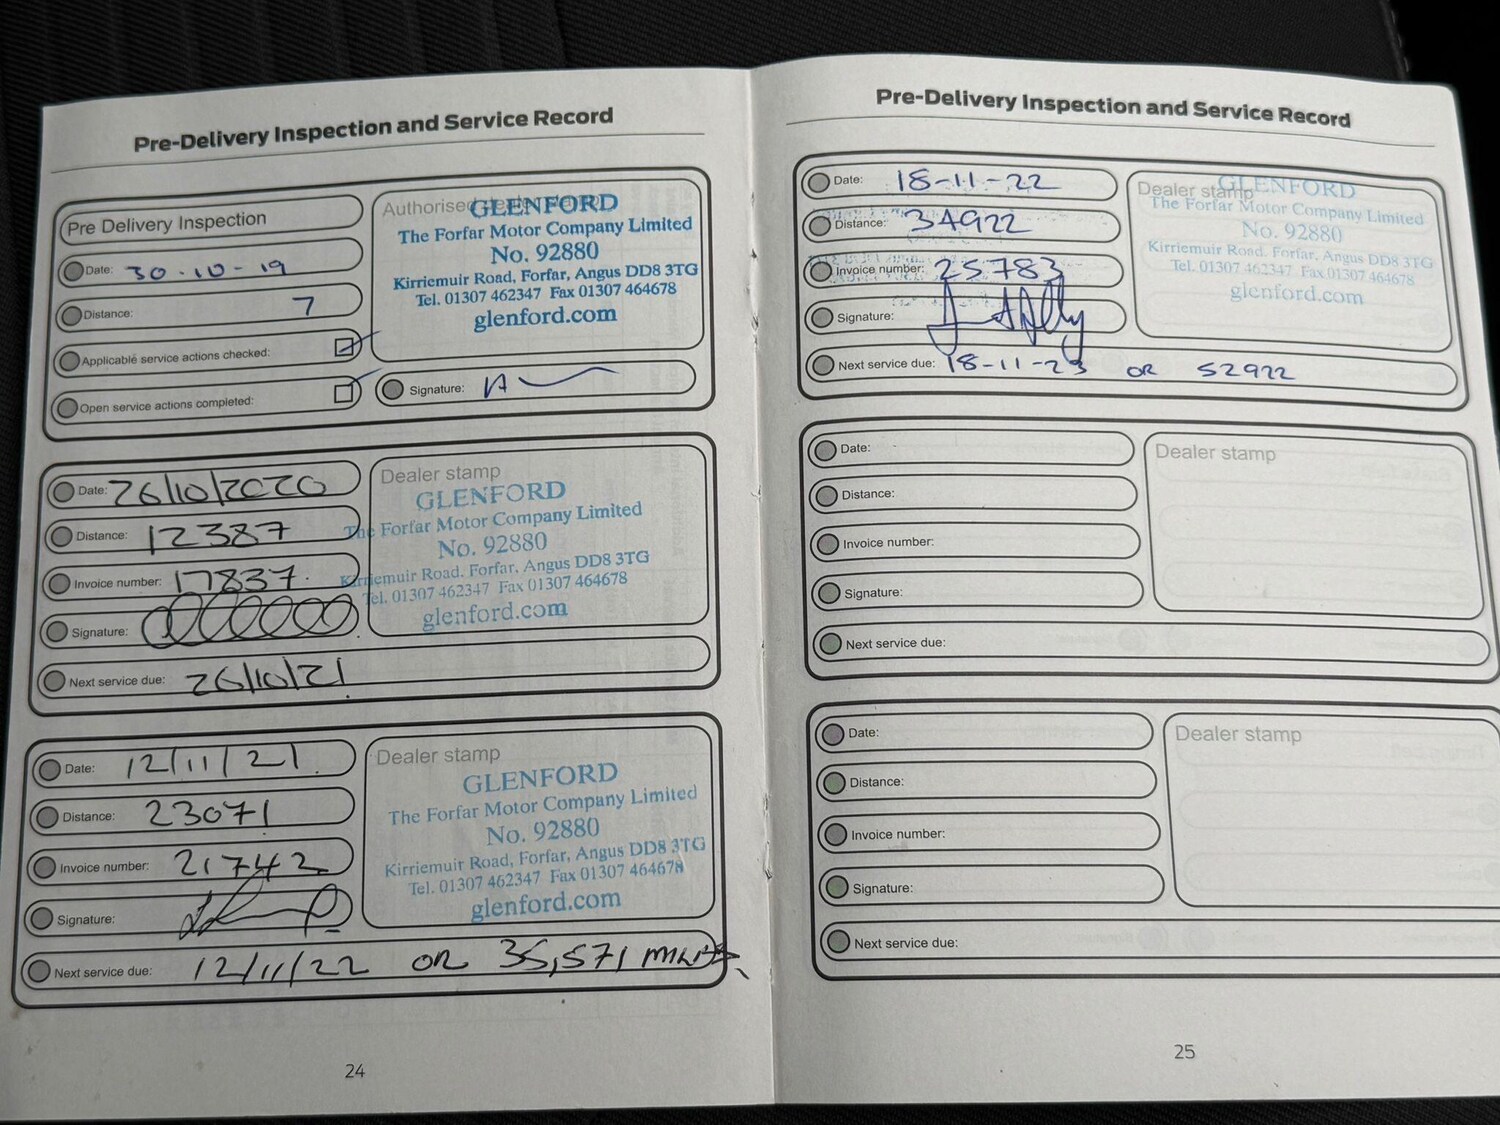 Pre-Delivery Inspection and Service Record
Pre Delivery Inspection
Date: 30-10-19
Distance: 7
Applicable service actions checked:
Open service actions completed:
Authorised
GLENFORD
The Forfar Motor Company Limited
No. 92880
Kirriemuir Road, Forfar, Angus DD8 3TG
Tel. 01307 462347 Fax 01307 464678
glenford.com
Signature:
Date: 26/10/2020
Distance: 12387
Invoice number: 17837
Signature:
Next service due: 26/10/21
Dealer stamp
GLENFORD
The Forfar Motor Company Limited
No. 92880
Kirriemuir Road, Forfar, Angus DD8 3TG
Tel. 01307 462347 Fax 01307 464678
glenford.com
Date: 12/11/21
Distance: 23071
Invoice number: 21742
Signature:
Next service due: 12/11/22 OR 35,571 MILES
Dealer stamp
GLENFORD
The Forfar Motor Company Limited
No. 92880
Kirriemuir Road, Forfar, Angus DD8 3TG
Tel. 01307 462347 Fax 01307 464678
glenford.com
24
Pre-Delivery Inspection and Service Record
Date: 18-11-22
Distance: 34922
Invoice number: 25783
Signature:
Next service due: 18-11-23 OR 52922
Dealer stamp
GLENFORD
The Forfar Motor Company Limited
No. 92880
Kirriemuir Road, Forfar, Angus DD8 3TG
Tel. 01307 462347 Fax 01307 464678
glenford.com
Date:
Distance:
Invoice number:
Signature:
Next service due:
Dealer stamp
Date:
Distance:
Invoice number:
Signature:
Next service due:
Dealer stamp
25